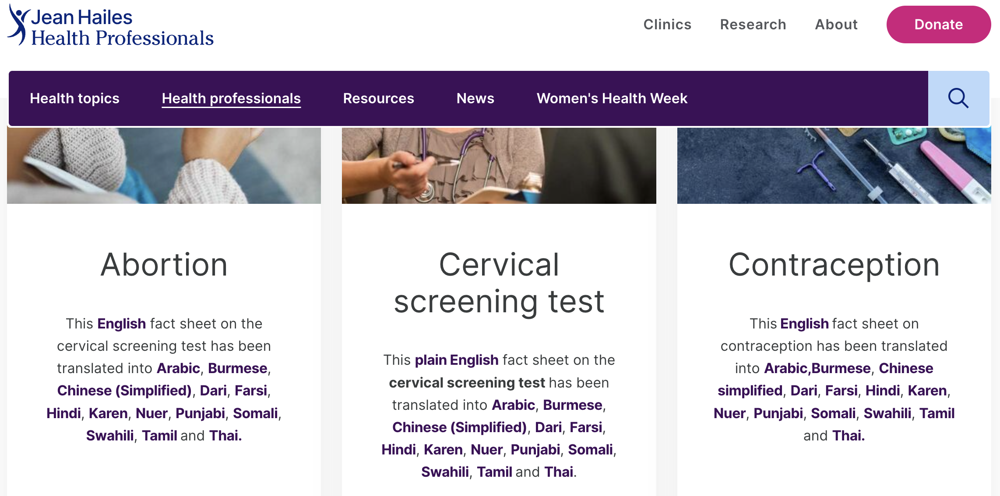 Jean Hailes
Health Professionals
Clinics
Research
About
Donate
Health topics
Health professionals
Resources
News
Women's Health Week
Abortion
This English fact sheet on the
cervical screening test has been
translated into Arabic, Burmese,
Chinese (Simplified), Dari, Farsi,
Hindi, Karen, Nuer, Punjabi, Somali,
Swahili, Tamil and Thai.
Cervical
screening test
This plain English fact sheet on the
cervical screening test has been
translated into Arabic, Burmese,
Chinese (Simplified), Dari, Farsi,
Hindi, Karen, Nuer, Punjabi, Somali,
Swahili, Tamil and Thai.
Contraception
This English fact sheet on
contraception has been translated
into Arabic,Burmese, Chinese
simplified, Dari, Farsi, Hindi, Karen,
Nuer, Punjabi, Somali, Swahili, Tamil
and Thai.